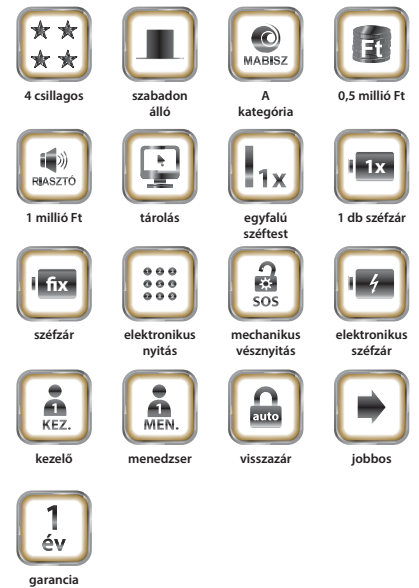 MABISZ
Ft
4 csillagos
szabadon
álló
A
kategória
0,5 millió Ft
RIASZTÓ
1x
1x
1 millió Ft
tárolás
egyfalú
széftest
1 db széfzár
fix
SOS
széfzár
elektronikus
nyitás
mechanikus
vésznyitás
elektronikus
széfzár
1
KEZ.
1
MEN.
auto
kezelő
menedzser
visszazár
jobbos
1
év
garancia